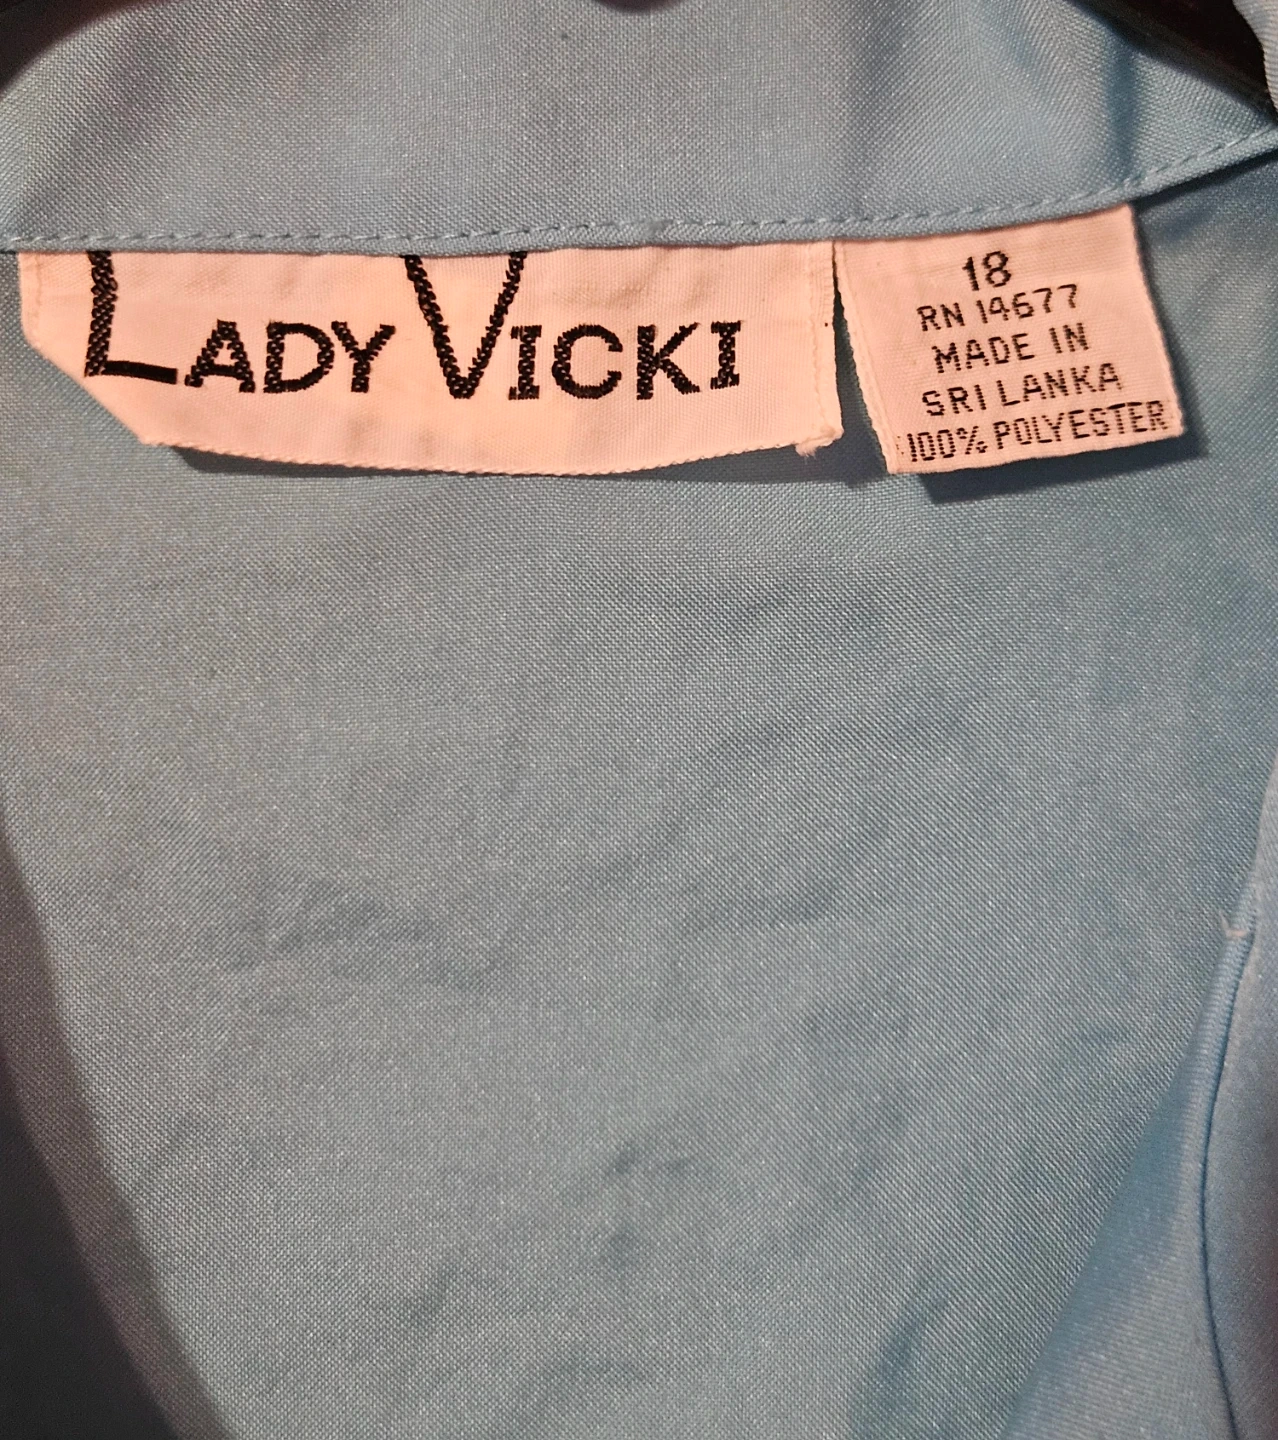 LADY VICKI
18
RN 14677
MADE IN
SRI LANKA
100% POLYESTER